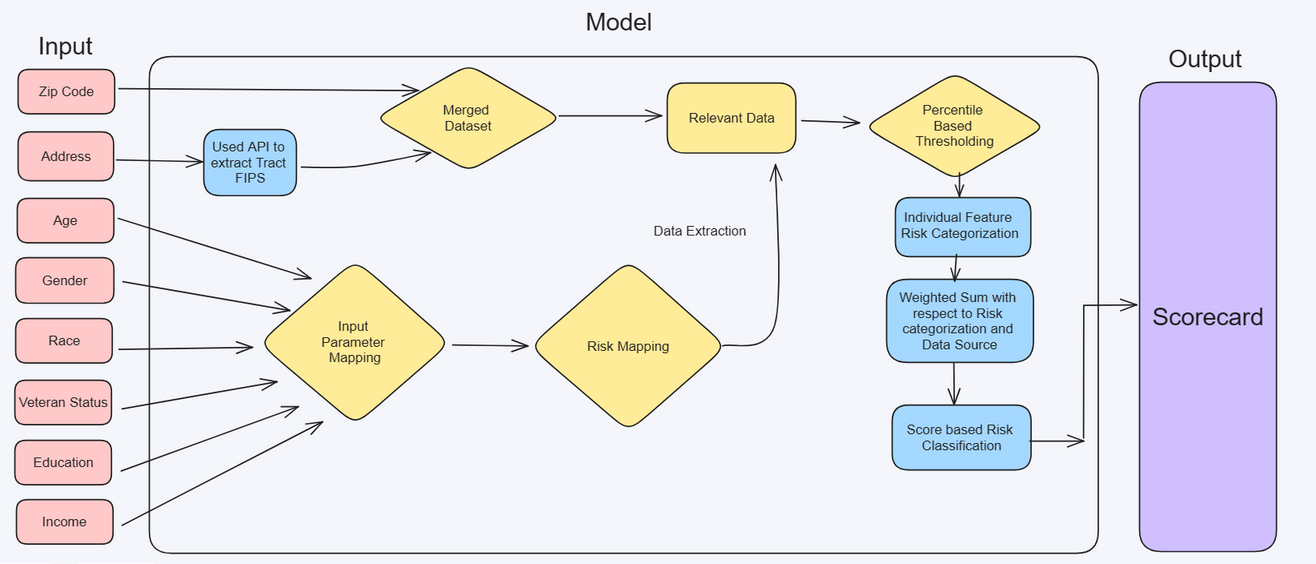 Model
Input
Output
Zip Code
Address
Age
Gender
Race
Veteran Status
Education
Income
Used API to
extract Tract
FIPS
Merged
Dataset
Input
Parameter
Mapping
Risk Mapping
Data Extraction
Relevant Data
Percentile
Based
Thresholding
Individual Feature
Risk Categorization
Weighted Sum with
respect to Risk
categorization and
Data Source
Score based Risk
Classification
Scorecard